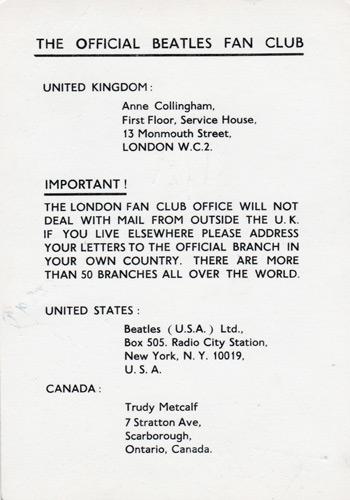 THE OFFICIAL BEATLES FAN CLUB
UNITED KINGDOM:
Anne Collingham,
First Floor, Service House,
13 Monmouth Street,
LONDON W.C.2.
IMPORTANT!
THE LONDON FAN CLUB OFFICE WILL NOT
DEAL WITH MAIL FROM OUTSIDE THE U.K.
IF YOU LIVE ELSEWHERE PLEASE ADDRESS
YOUR LETTERS TO THE OFFICIAL BRANCH IN
YOUR OWN COUNTRY. THERE ARE MORE
THAN 50 BRANCHES ALL OVER THE WORLD.
UNITED STATES:
Beatles (U.S.A.) Ltd.,
Box 505. Radio City Station,
New York, N.Y. 10019,
U.S.A.
CANADA:
Trudy Metcalf
7 Stratton Ave,
Scarborough,
Ontario, Canada.